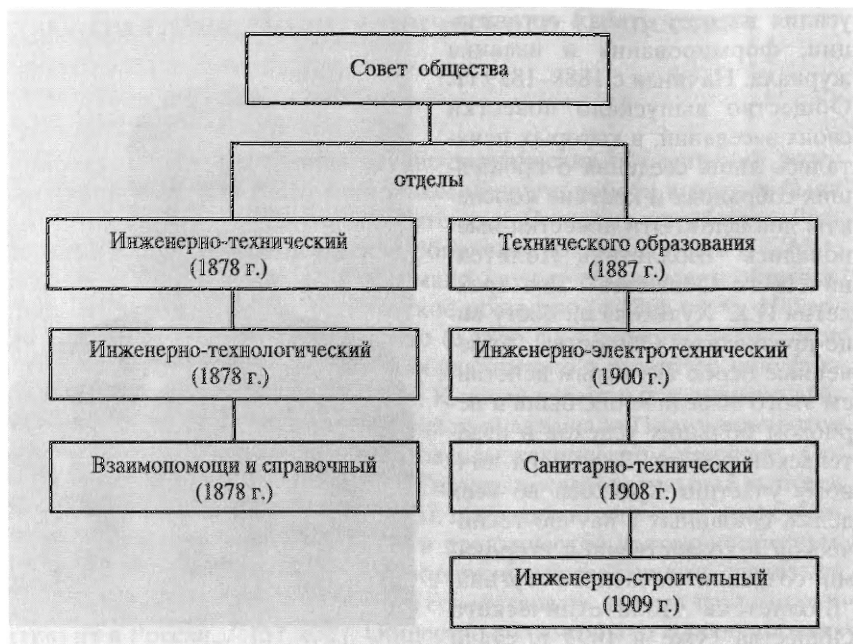 Совет общества
отделы
Инженерно-технический
(1878 г.)
Технического образования
(1887 г.)
Инженерно-технологический
(1878 г.)
Инженерно-электротехнический
(1900 г.)
Взаимопомощи и справочный
(1878 г.)
Санитарно-технический
(1908 г.)
Инженерно-строительный
(1909 г.)